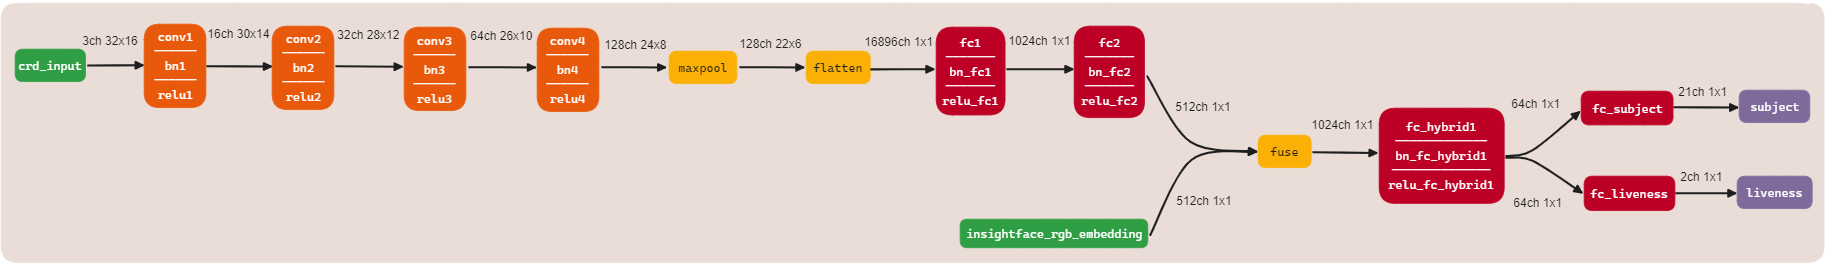 crd_input
3ch 32x16
conv1
bn1
relu1
16ch 30x14
conv2
bn2
relu2
32ch 28x12
conv3
bn3
relu3
64ch 26x10
conv4
bn4
relu4
128ch 24x8
maxpool
128ch 22x6
flatten
16896ch 1x1
fc1
bn_fc1
relu_fc1
1024ch 1x1
fc2
bn_fc2
relu_fc2
512ch 1x1
insightface_rgb_embedding
512ch 1x1
fuse
1024ch 1x1
fc_hybrid1
bn_fc_hybrid1
relu_fc_hybrid1
64ch 1x1
fc_subject
21ch 1x1
subject
64ch 1x1
fc_liveness
2ch 1x1
liveness